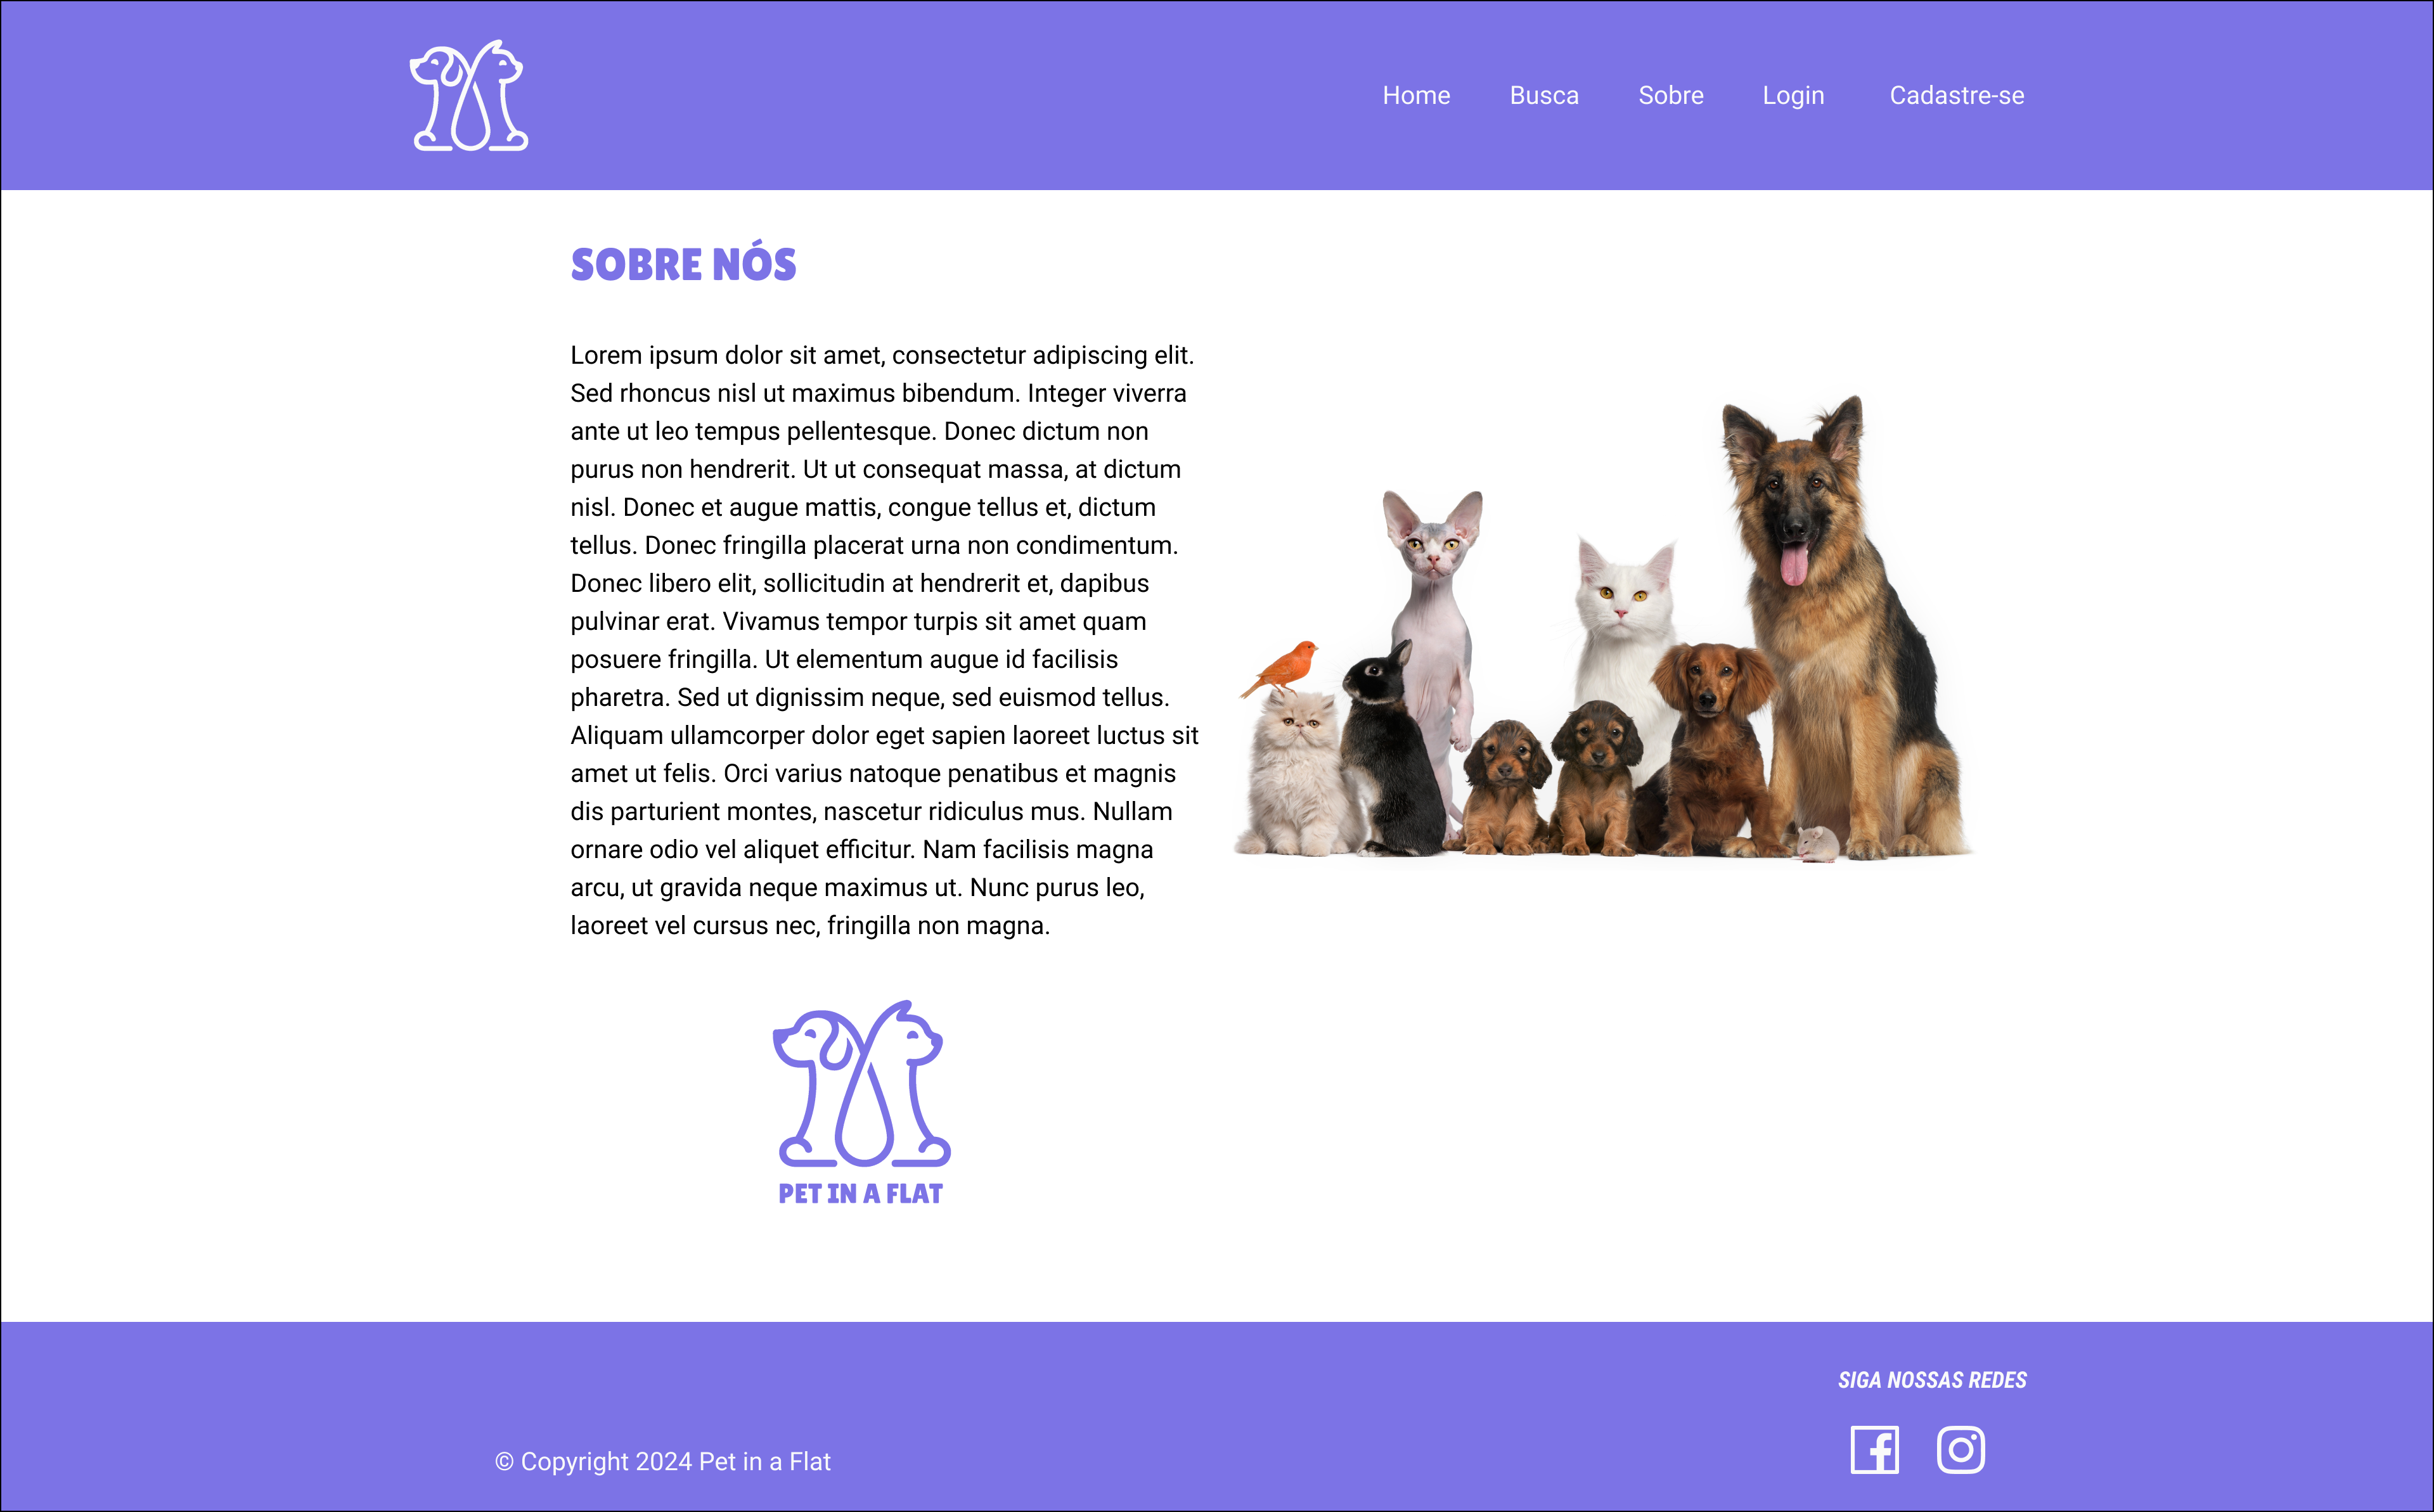 Home Busca Sobre Login Cadastre-se
SOBRE NÓS
Lorem ipsum dolor sit amet, consectetur adipiscing elit.
Sed rhoncus nisl ut maximus bibendum. Integer viverra
ante ut leo tempus pellentesque. Donec dictum non
purus non hendrerit. Ut ut consequat massa, at dictum
nisl. Donec et augue mattis, congue tellus et, dictum
tellus. Donec fringilla placerat urna non condimentum.
Donec libero elit, sollicitudin at hendrerit et, dapibus
pulvinar erat. Vivamus tempor turpis sit amet quam
posuere fringilla. Ut elementum augue id facilisis
pharetra. Sed ut dignissim neque, sed euismod tellus.
Aliquam ullamcorper dolor eget sapien laoreet luctus sit
amet ut felis. Orci varius natoque penatibus et magnis
dis parturient montes, nascetur ridiculus mus. Nullam
ornare odio vel aliquet efficitur. Nam facilisis magna
arcu, ut gravida neque maximus ut. Nunc purus leo,
laoreet vel cursus nec, fringilla non magna.
PET IN A FLAT
SIGA NOSSAS REDES
© Copyright 2024 Pet in a Flat